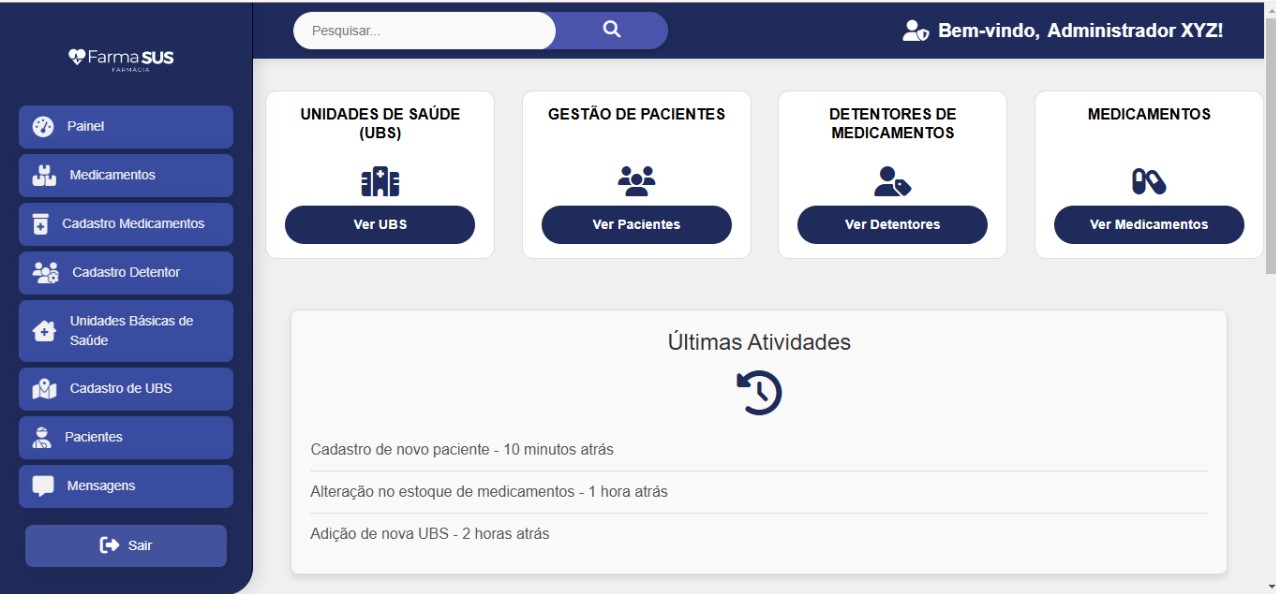 Farma SUS
FARMÁCIA
Painel
Medicamentos
Cadastro Medicamentos
Cadastro Detentor
Unidades Básicas de
Saúde
Cadastro de UBS
Pacientes
Mensagens
Sair
Pesquisar...
Bem-vindo, Administrador XYZ!
UNIDADES DE SAÚDE
(UBS)
Ver UBS
GESTÃO DE PACIENTES
Ver Pacientes
DETENTORES DE
MEDICAMENTOS
Ver Detentores
MEDICAMENTOS
Ver Medicamentos
Últimas Atividades
Cadastro de novo paciente - 10 minutos atrás
Alteração no estoque de medicamentos - 1 hora atrás
Adição de nova UBS - 2 horas atrás